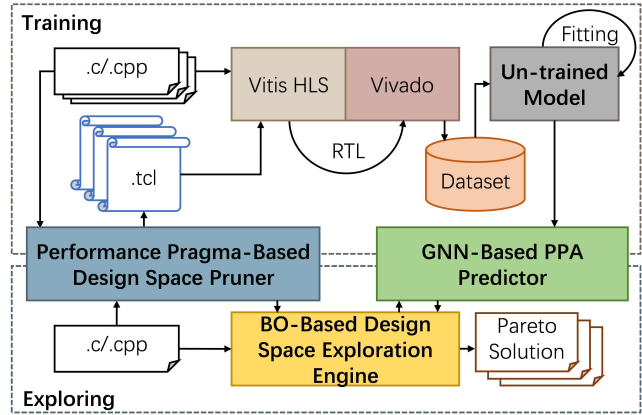 Training
Fitting
.c/.cpp
Vitis HLS
Vivado
Un-trained
Model
RTL
.tcl
Dataset
Performance Pragma-Based
Design Space Pruner
GNN-Based PPA
Predictor
.c/.cpp
BO-Based Design
Space Exploration
Engine
Pareto
Solution
Exploring